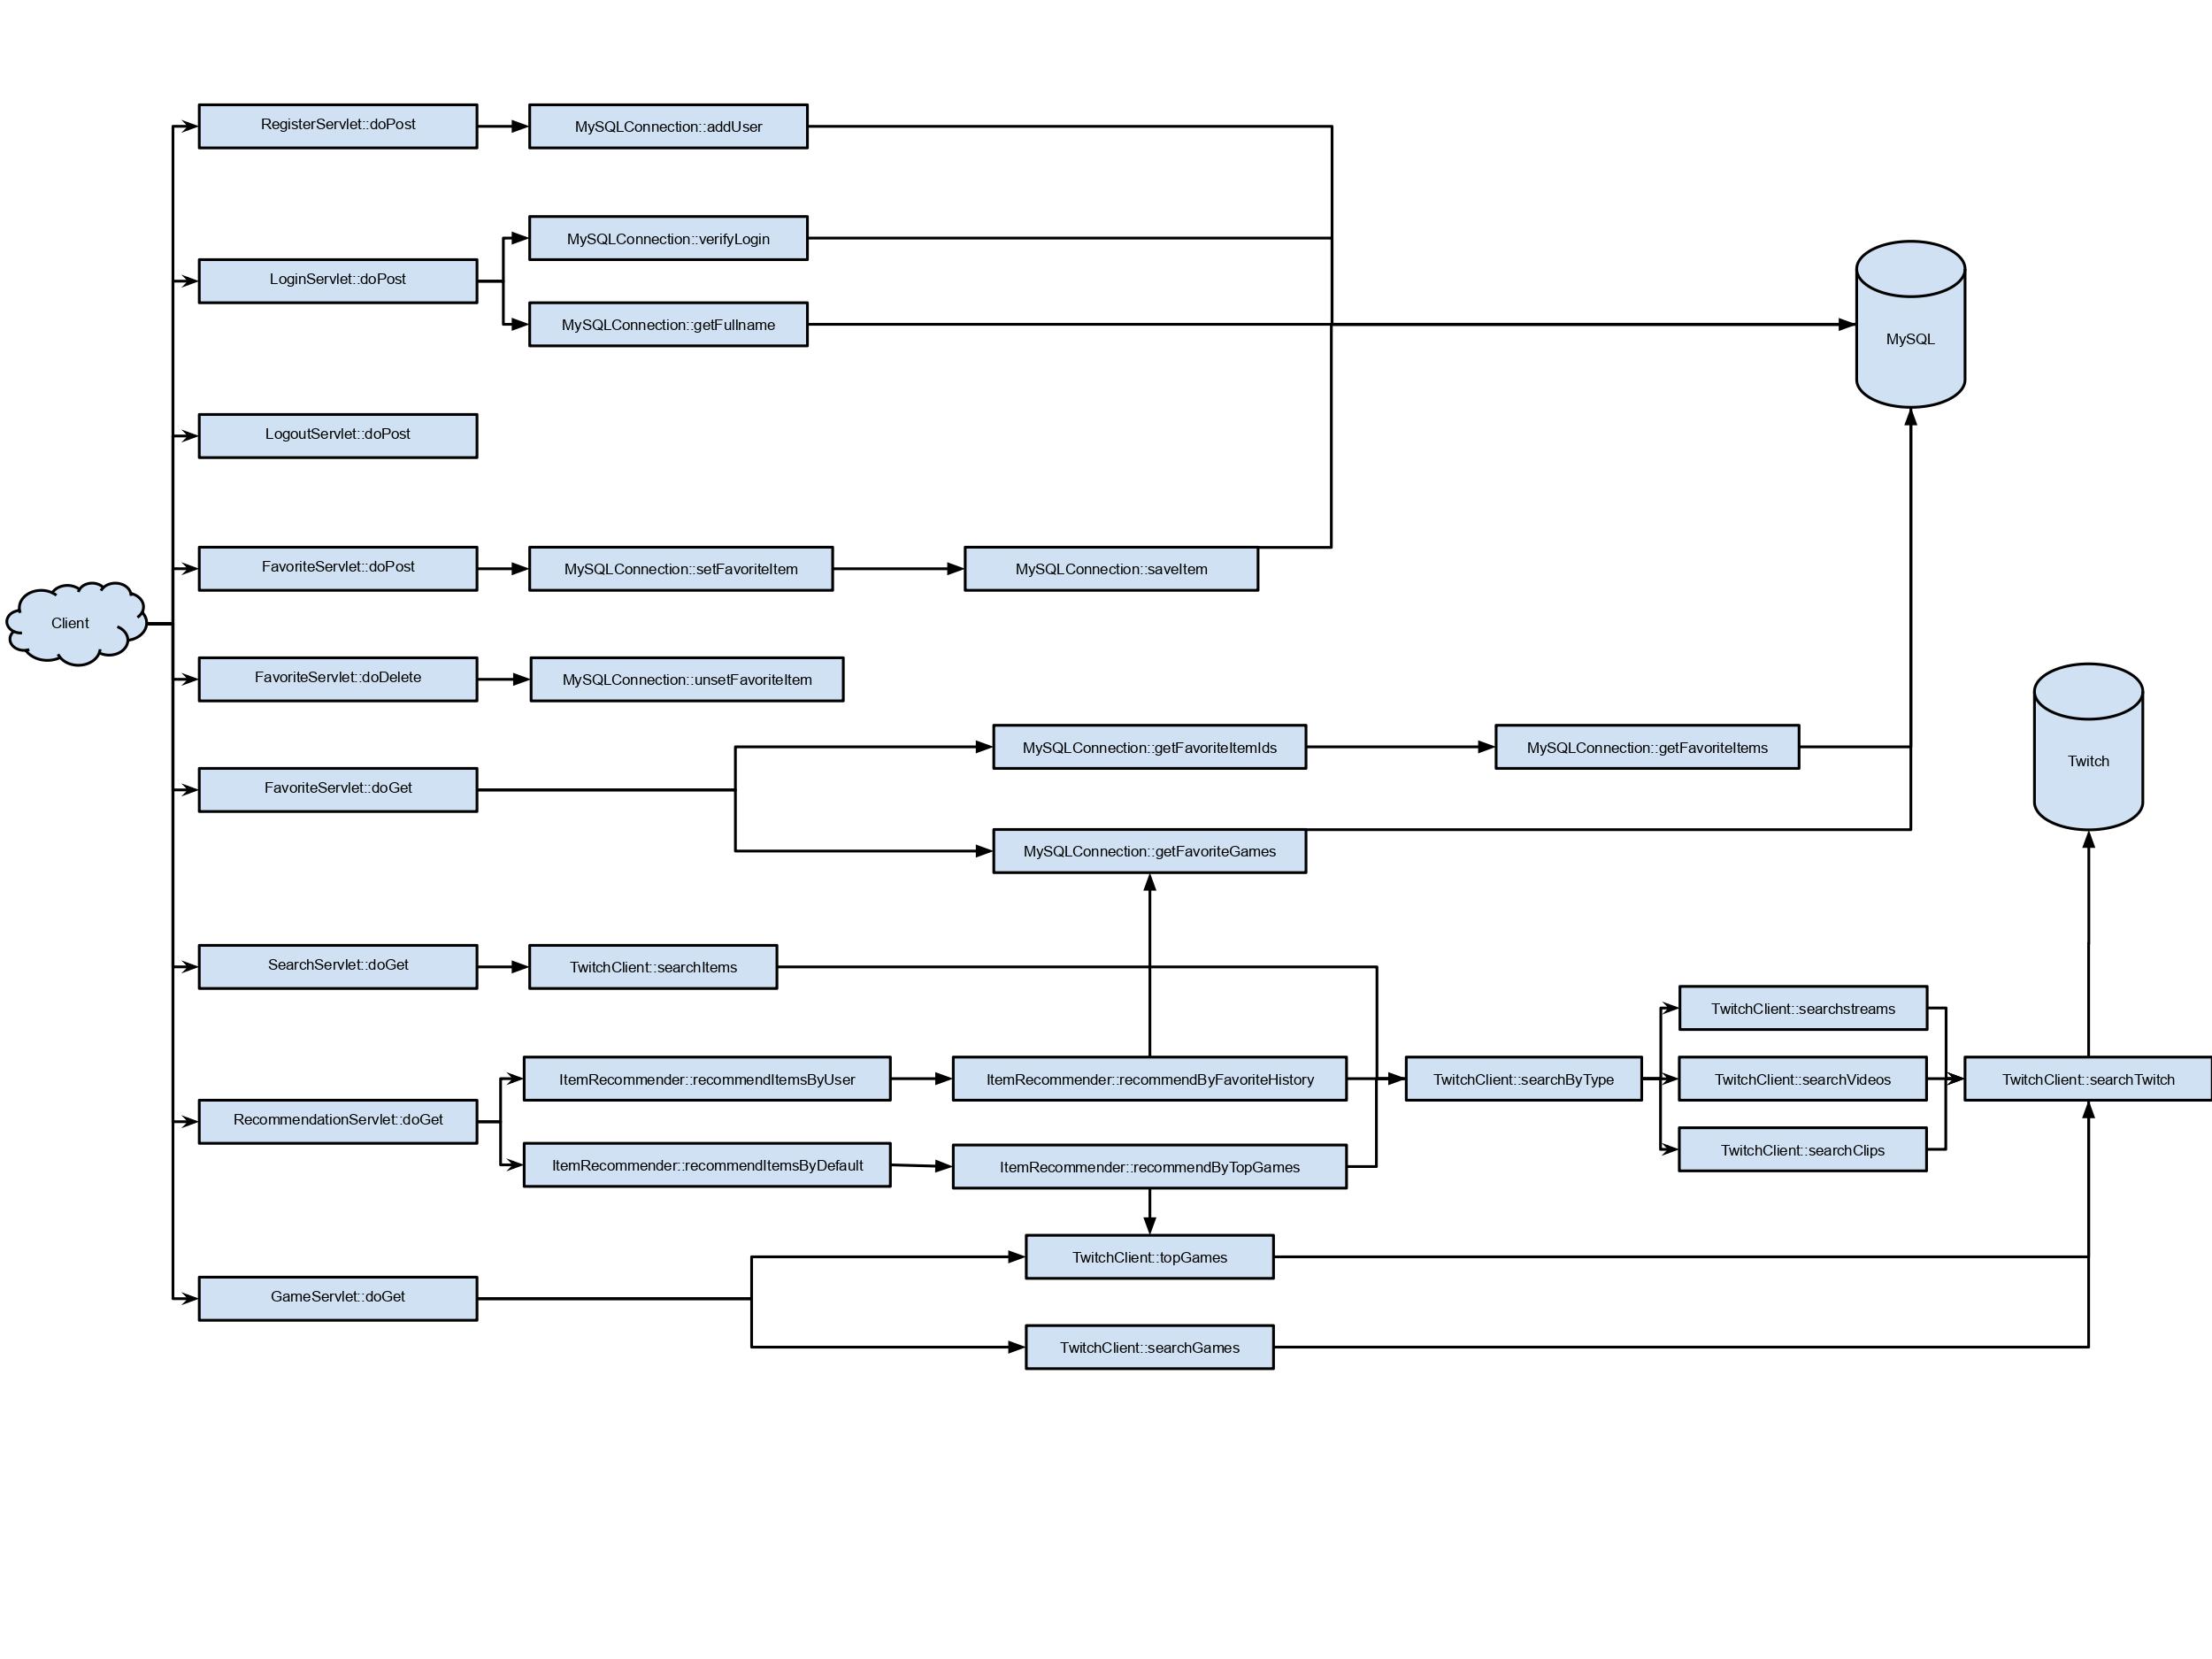 RegisterServlet::doPost
MySQLConnection::addUser
MySQLConnection::verifyLogin
LoginServlet::doPost
MySQLConnection::getFullname
MySQL
LogoutServlet::doPost
FavoriteServlet::doPost
MySQLConnection::setFavoriteItem
MySQLConnection::saveItem
Client
FavoriteServlet::doDelete
MySQLConnection::unsetFavoriteItem
MySQLConnection::getFavoriteItemIds
MySQLConnection::getFavoriteItems
Twitch
FavoriteServlet::doGet
MySQLConnection::getFavoriteGames
SearchServlet::doGet
TwitchClient::searchItems
TwitchClient::searchstreams
ItemRecommender::recommendItemsByUser
ItemRecommender::recommendByFavoriteHistory
TwitchClient::searchByType
TwitchClient::searchVideos
TwitchClient::searchTwitch
RecommendationServlet::doGet
TwitchClient::searchClips
ItemRecommender::recommendItemsByDefault
ItemRecommender::recommendByTopGames
TwitchClient::topGames
GameServlet::doGet
TwitchClient::searchGames